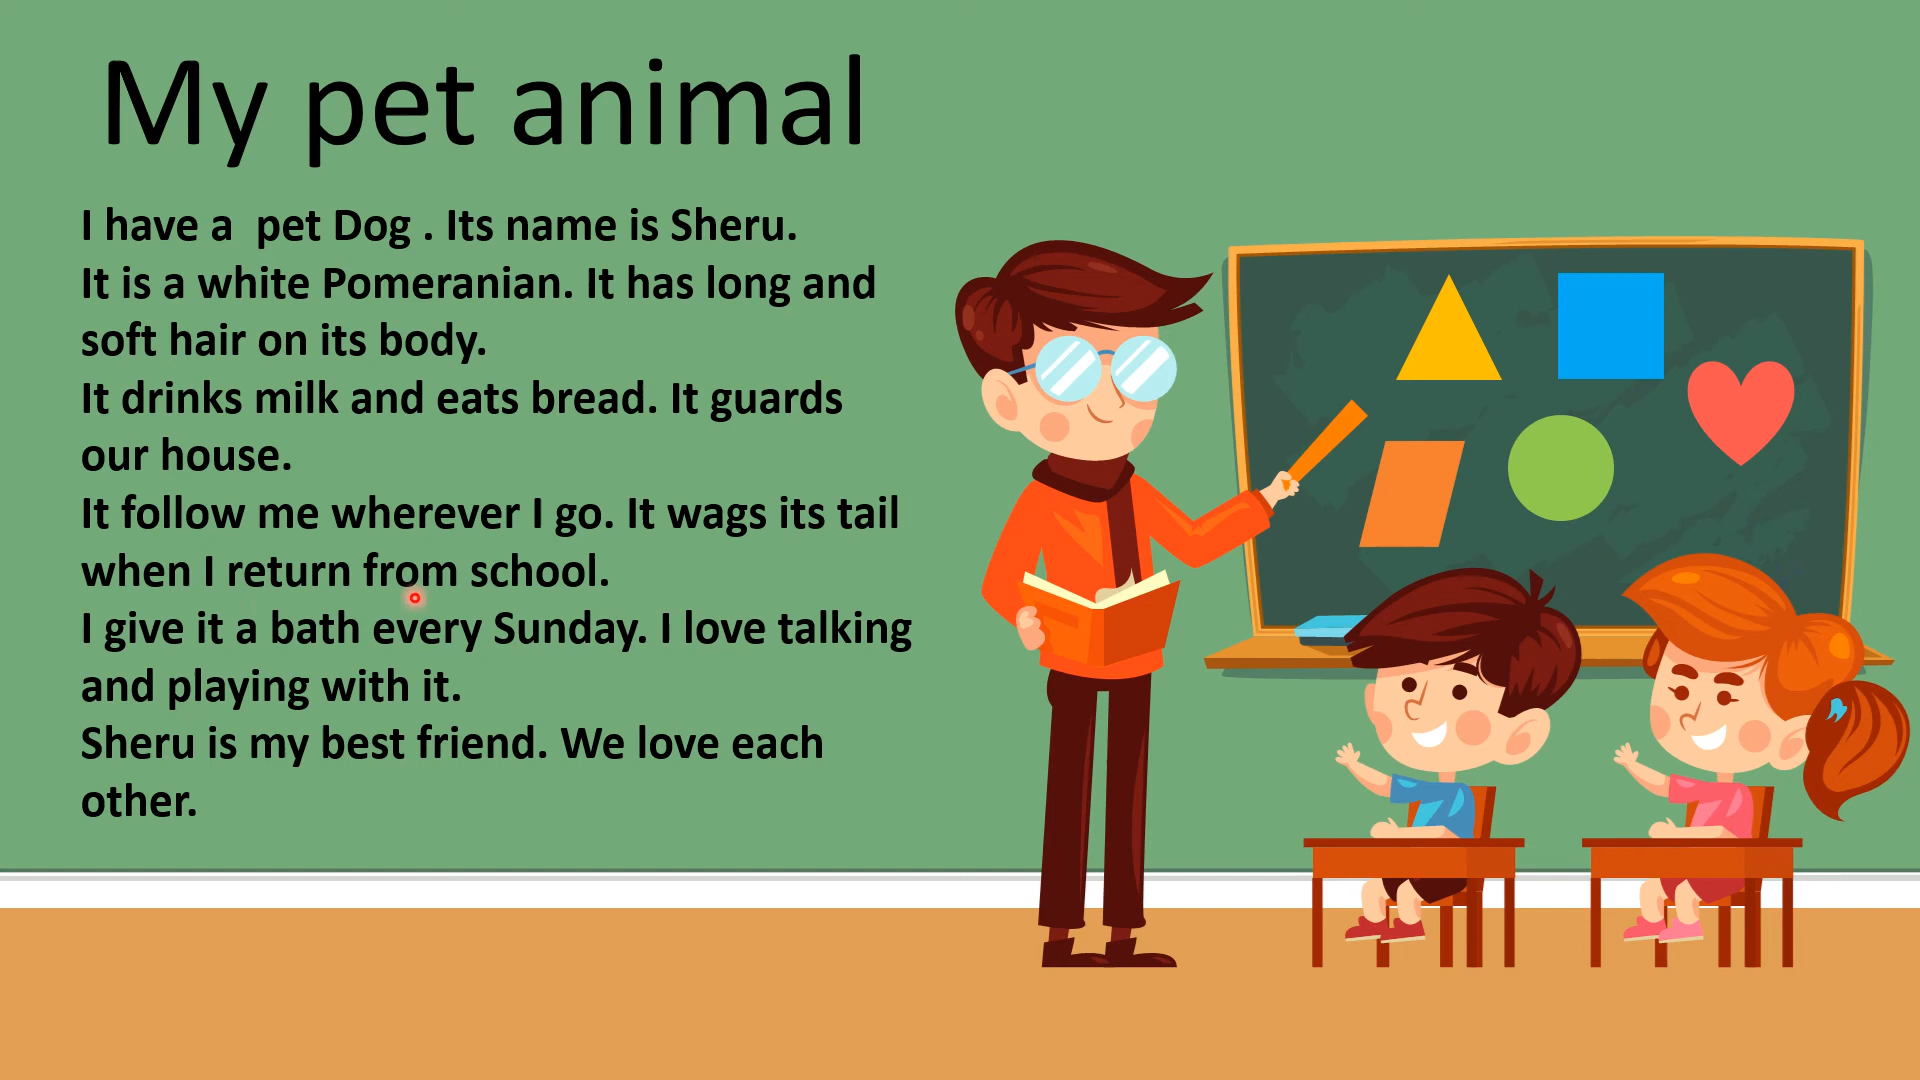 My pet animal
I have a  pet Dog . Its name is Sheru.
It is a white Pomeranian. It has long and
soft hair on its body.
It drinks milk and eats bread. It guards
our house.
It follow me wherever I go. It wags its tail
when I return from school.
I give it a bath every Sunday. I love talking
and playing with it.
Sheru is my best friend. We love each
other.